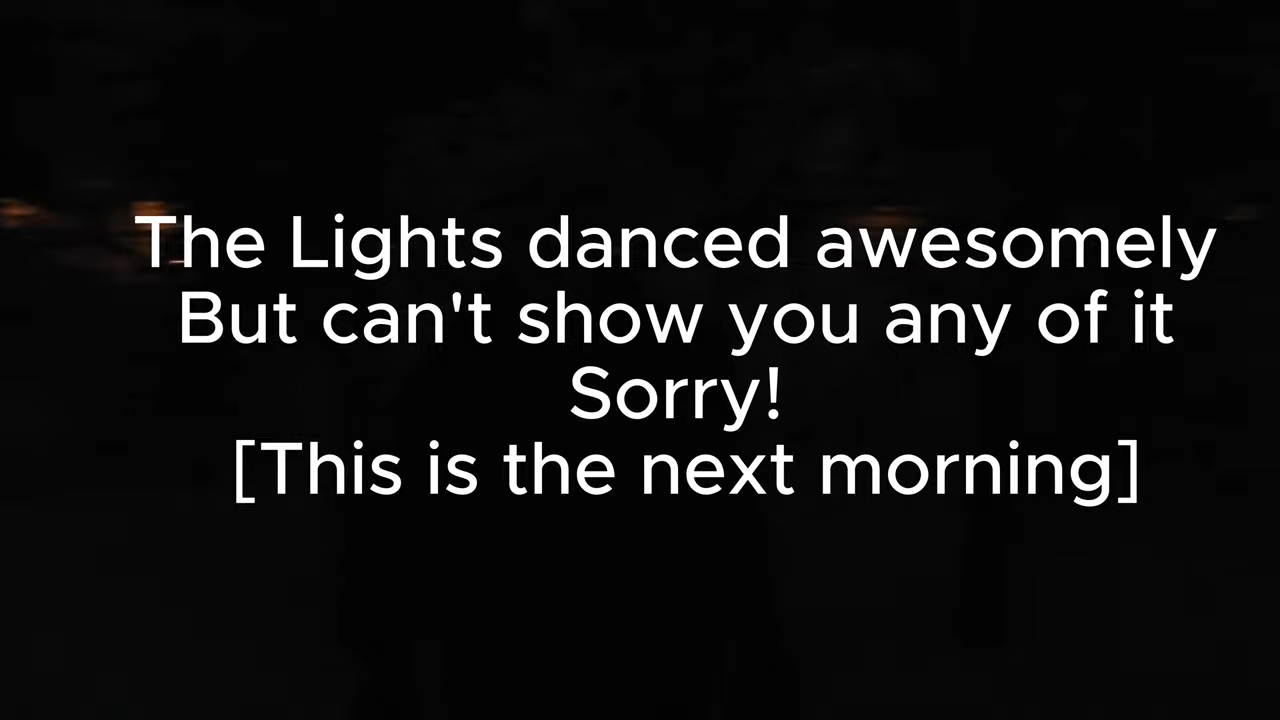 The Lights danced awesomely
But can't show you any of it
Sorry!
[This is the next morning]